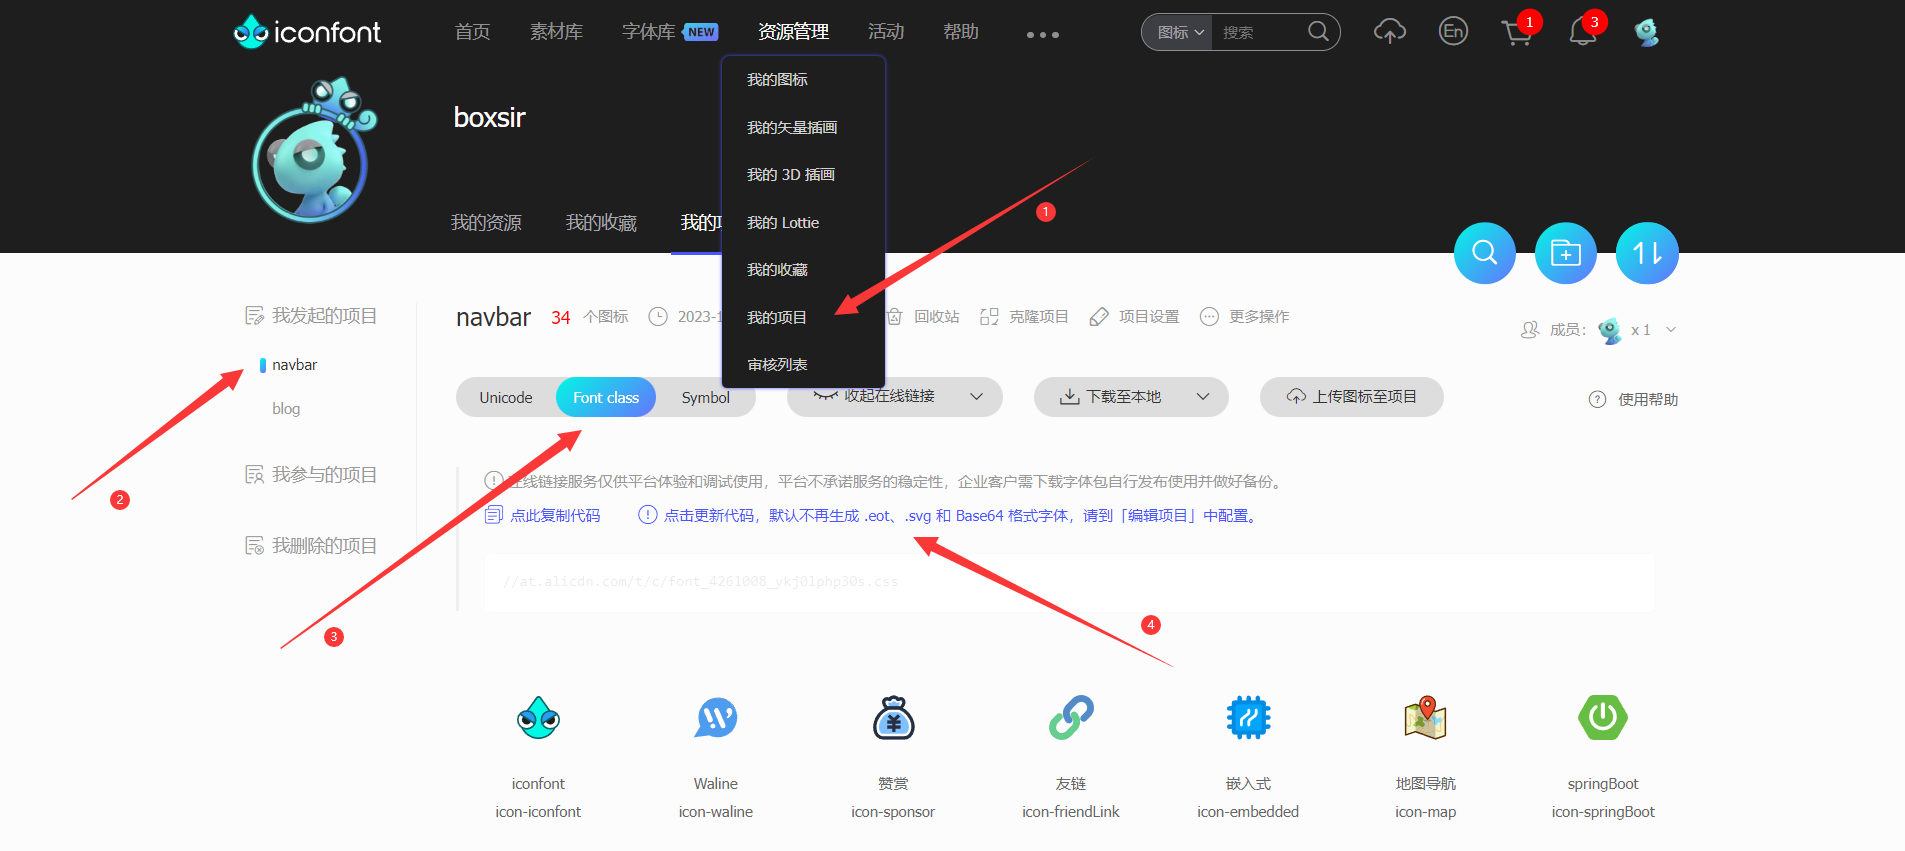 iconfont
首页 素材库 字体库 NEW 资源管理 活动 帮助
图标 搜索 En 1 3
我的图标
我的矢量插画
我的 3D 插画
我的 Lottie
我的收藏
我的项目
审核列表
boxsir
我的资源 我的收藏 我的
1
我发起的项目
navbar
blog
我参与的项目
我删除的项目
2
navbar 34 个图标 2023-1 回收站 克隆项目 项目设置 更多操作
成员： x 1
Unicode Font class Symbol 收起在线链接 下载至本地 上传图标至项目
使用帮助
线链接服务仅供平台体验和调试使用，平台不承诺服务的稳定性，企业客户需下载字体包自行发布使用并做好备份。
点此复制代码 点击更新代码，默认不再生成 .eot、.svg 和 Base64 格式字体，请到「编辑项目」中配置。
//at.alicdn.com/t/c/font_4261008_ykj0lphp30s.css
3
4
iconfont Waline 赞赏 友链 嵌入式 地图导航 springBoot
icon-iconfont icon-waline icon-sponsor icon-friendLink icon-embedded icon-map icon-springBoot